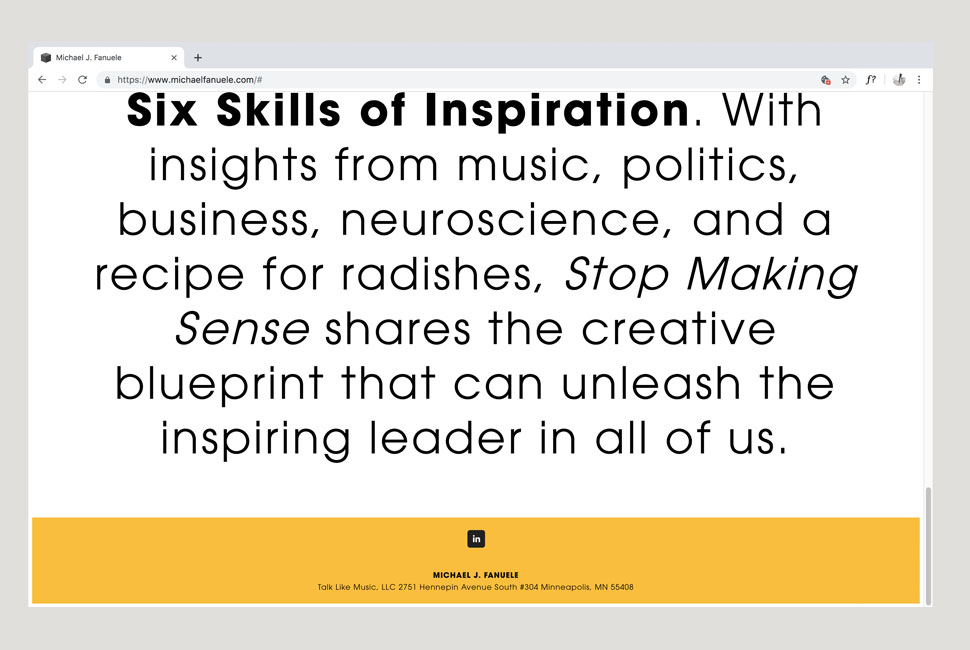 Michael J. Fanuele
https://www.michaelfanuele.com/#
f?
Six Skills of Inspiration. With
insights from music, politics,
business, neuroscience, and a
recipe for radishes, Stop Making
Sense shares the creative
blueprint that can unleash the
inspiring leader in all of us.
in
MICHAEL J. FANUELE
Talk Like Music, LLC 2751 Hennepin Avenue South #304 Minneapolis, MN 55408